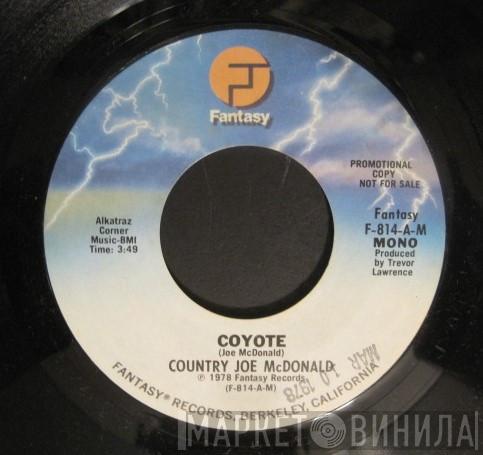 Fantasy
PROMOTIONAL
COPY
NOT FOR SALE
Alkatraz
Corner
Music-BMI
Time: 3:49
Fantasy
F-814-A-M
MONO
Produced
by Trevor
Lawrence
COYOTE
(Joe McDonald)
COUNTRY JOE McDONALD
℗ 1978 Fantasy Records
(F-814-A-M)
MAR 10 1978
FANTASY® RECORDS, BERKELEY, CALIFORNIA
МАРКЕТ ВИНИЛА